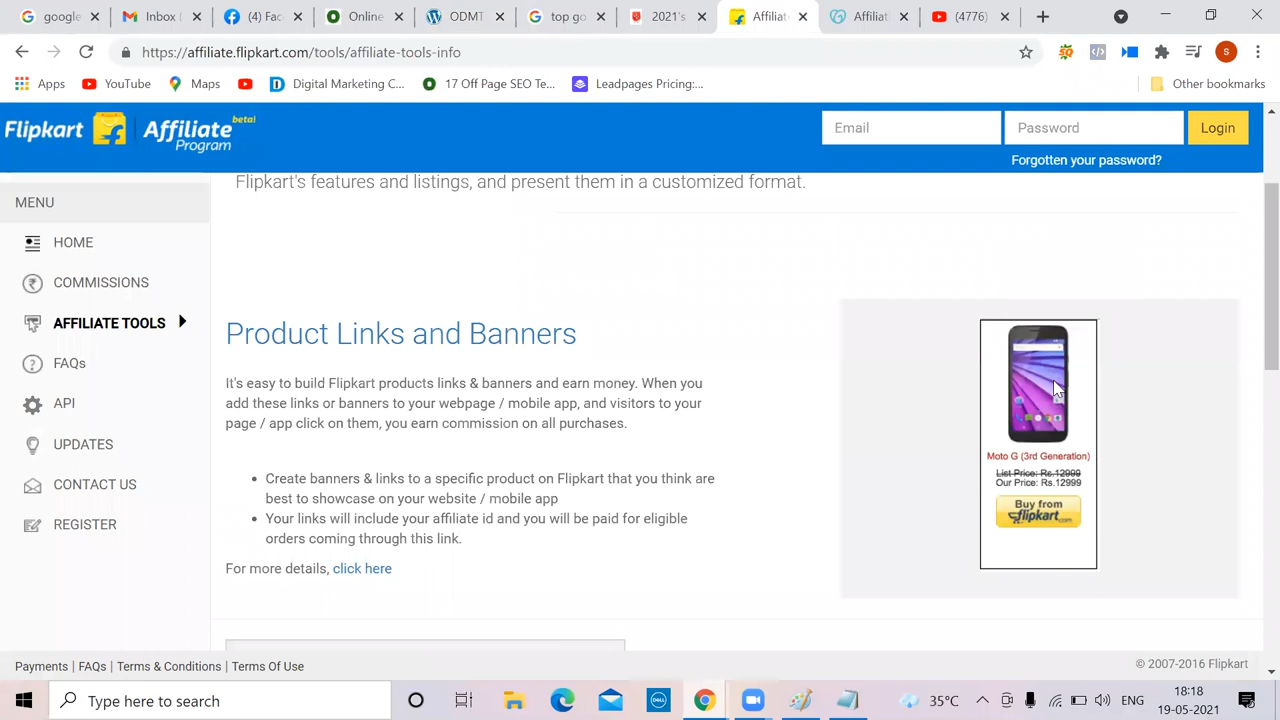 google
Inbox (
(4) Fac
Online
ODMT
top go
2021's
Affiliat
Affiliat
(4776)
https://affiliate.flipkart.com/tools/affiliate-tools-info
S
Apps
YouTube
Maps
Digital Marketing C...
17 Off Page SEO Te...
Leadpages Pricing:...
Other bookmarks
Flipkart
Affiliate beta!
Program
Email
Password
Login
Forgotten your password?
Flipkart's features and listings, and present them in a customized format.
MENU
HOME
COMMISSIONS
AFFILIATE TOOLS
FAQs
API
UPDATES
CONTACT US
REGISTER
Product Links and Banners
It's easy to build Flipkart products links & banners and earn money. When you
add these links or banners to your webpage / mobile app, and visitors to your
page / app click on them, you earn commission on all purchases.
• Create banners & links to a specific product on Flipkart that you think are
best to showcase on your website / mobile app
• Your links will include your affiliate id and you will be paid for eligible
orders coming through this link.
For more details, click here
Moto G (3rd Generation)
List Price: Rs.12999
Our Price: Rs.12999
Buy from
flipkart.com
Payments | FAQs | Terms & Conditions | Terms Of Use
© 2007-2016 Flipkart
Type here to search
DELL
35°C
ENG
18:18
19-05-2021